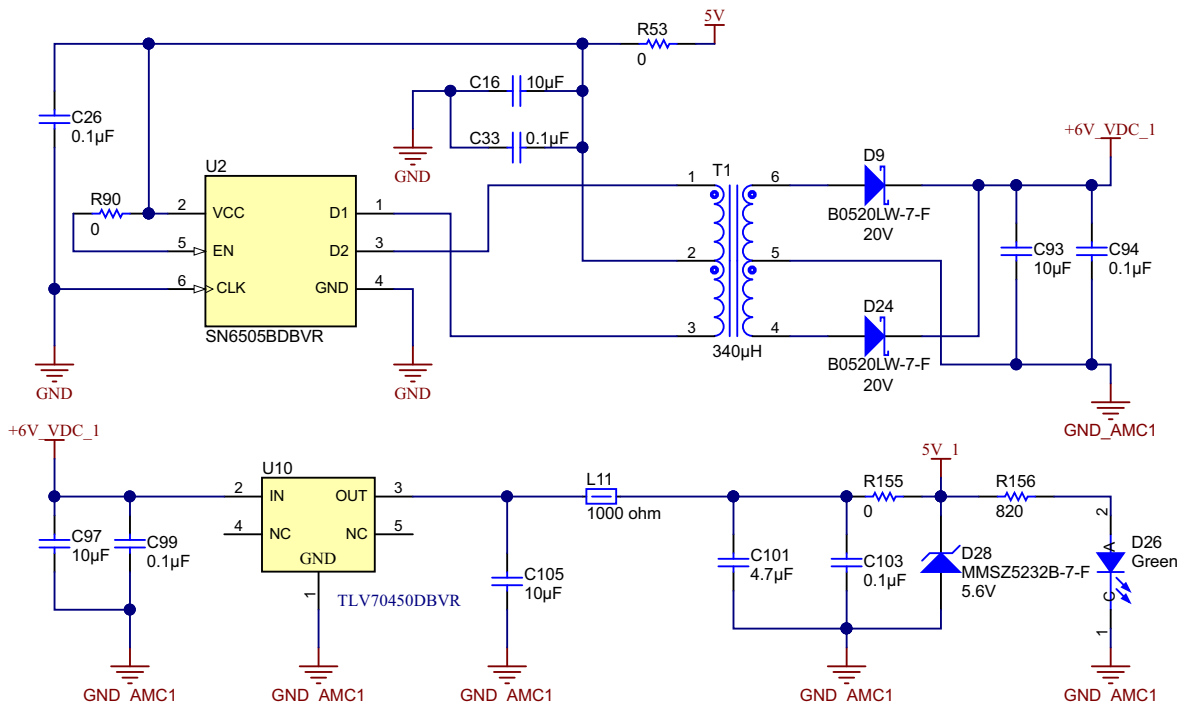 5V
R53
0
C16
10µF
C26
0.1µF
C33
0.1µF
GND
+6V_VDC_1
U2
R90
0
2
VCC
5
EN
6
CLK
D1
1
D2
3
GND
4
SN6505BDBVR
GND
GND
T1
1
2
3
6
5
4
340µH
D9
B0520LW-7-F
20V
D24
B0520LW-7-F
20V
C93
10µF
C94
0.1µF
GND_AMC1
+6V_VDC_1
C97
10µF
C99
0.1µF
GND_AMC1
U10
2
IN
OUT
3
4
NC
NC
5
GND
1
TLV70450DBVR
GND_AMC1
C105
10µF
GND_AMC1
L11
1000 ohm
C101
4.7µF
C103
0.1µF
GND_AMC1
R155
0
5V_1
D28
MMSZ5232B-7-F
5.6V
R156
820
2
A
D26
Green
C
1
GND_AMC1